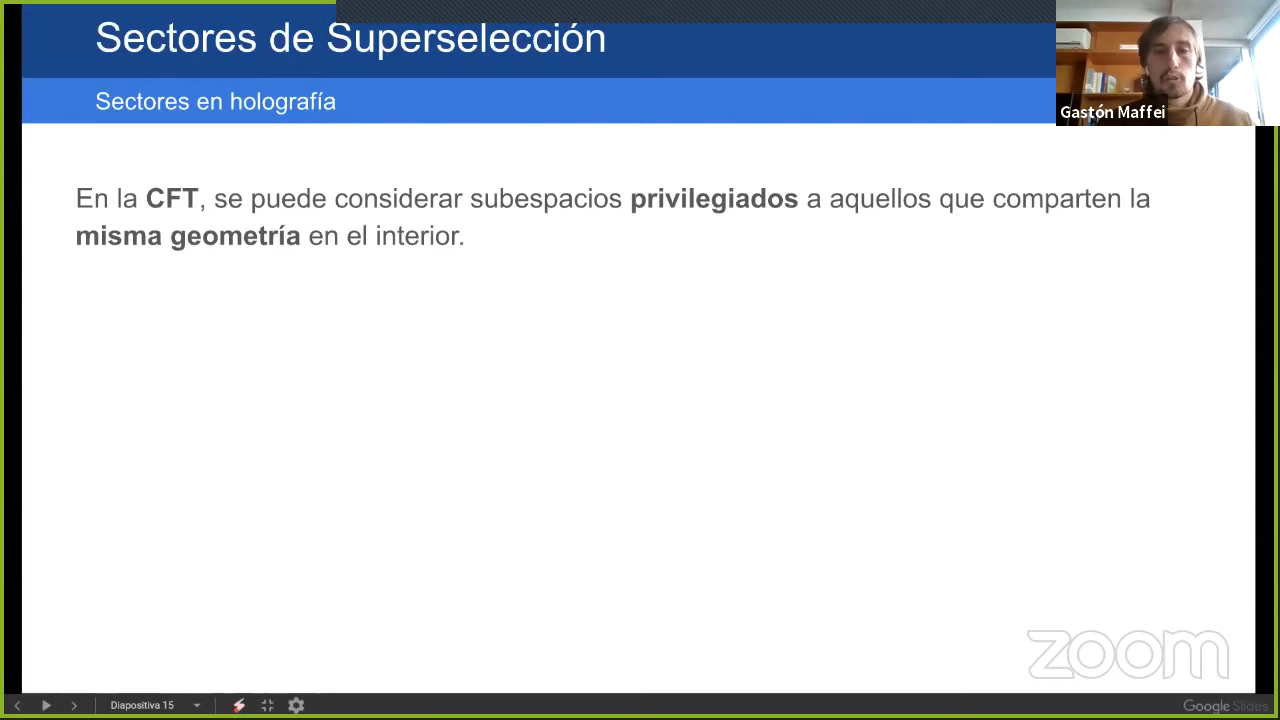 Sectores de Superselección
Sectores en holografía
Gastón Maffei
En la CFT, se puede considerar subespacios privilegiados a aquellos que comparten la
misma geometría en el interior.
zoom
Diapositiva 15
Google Slides